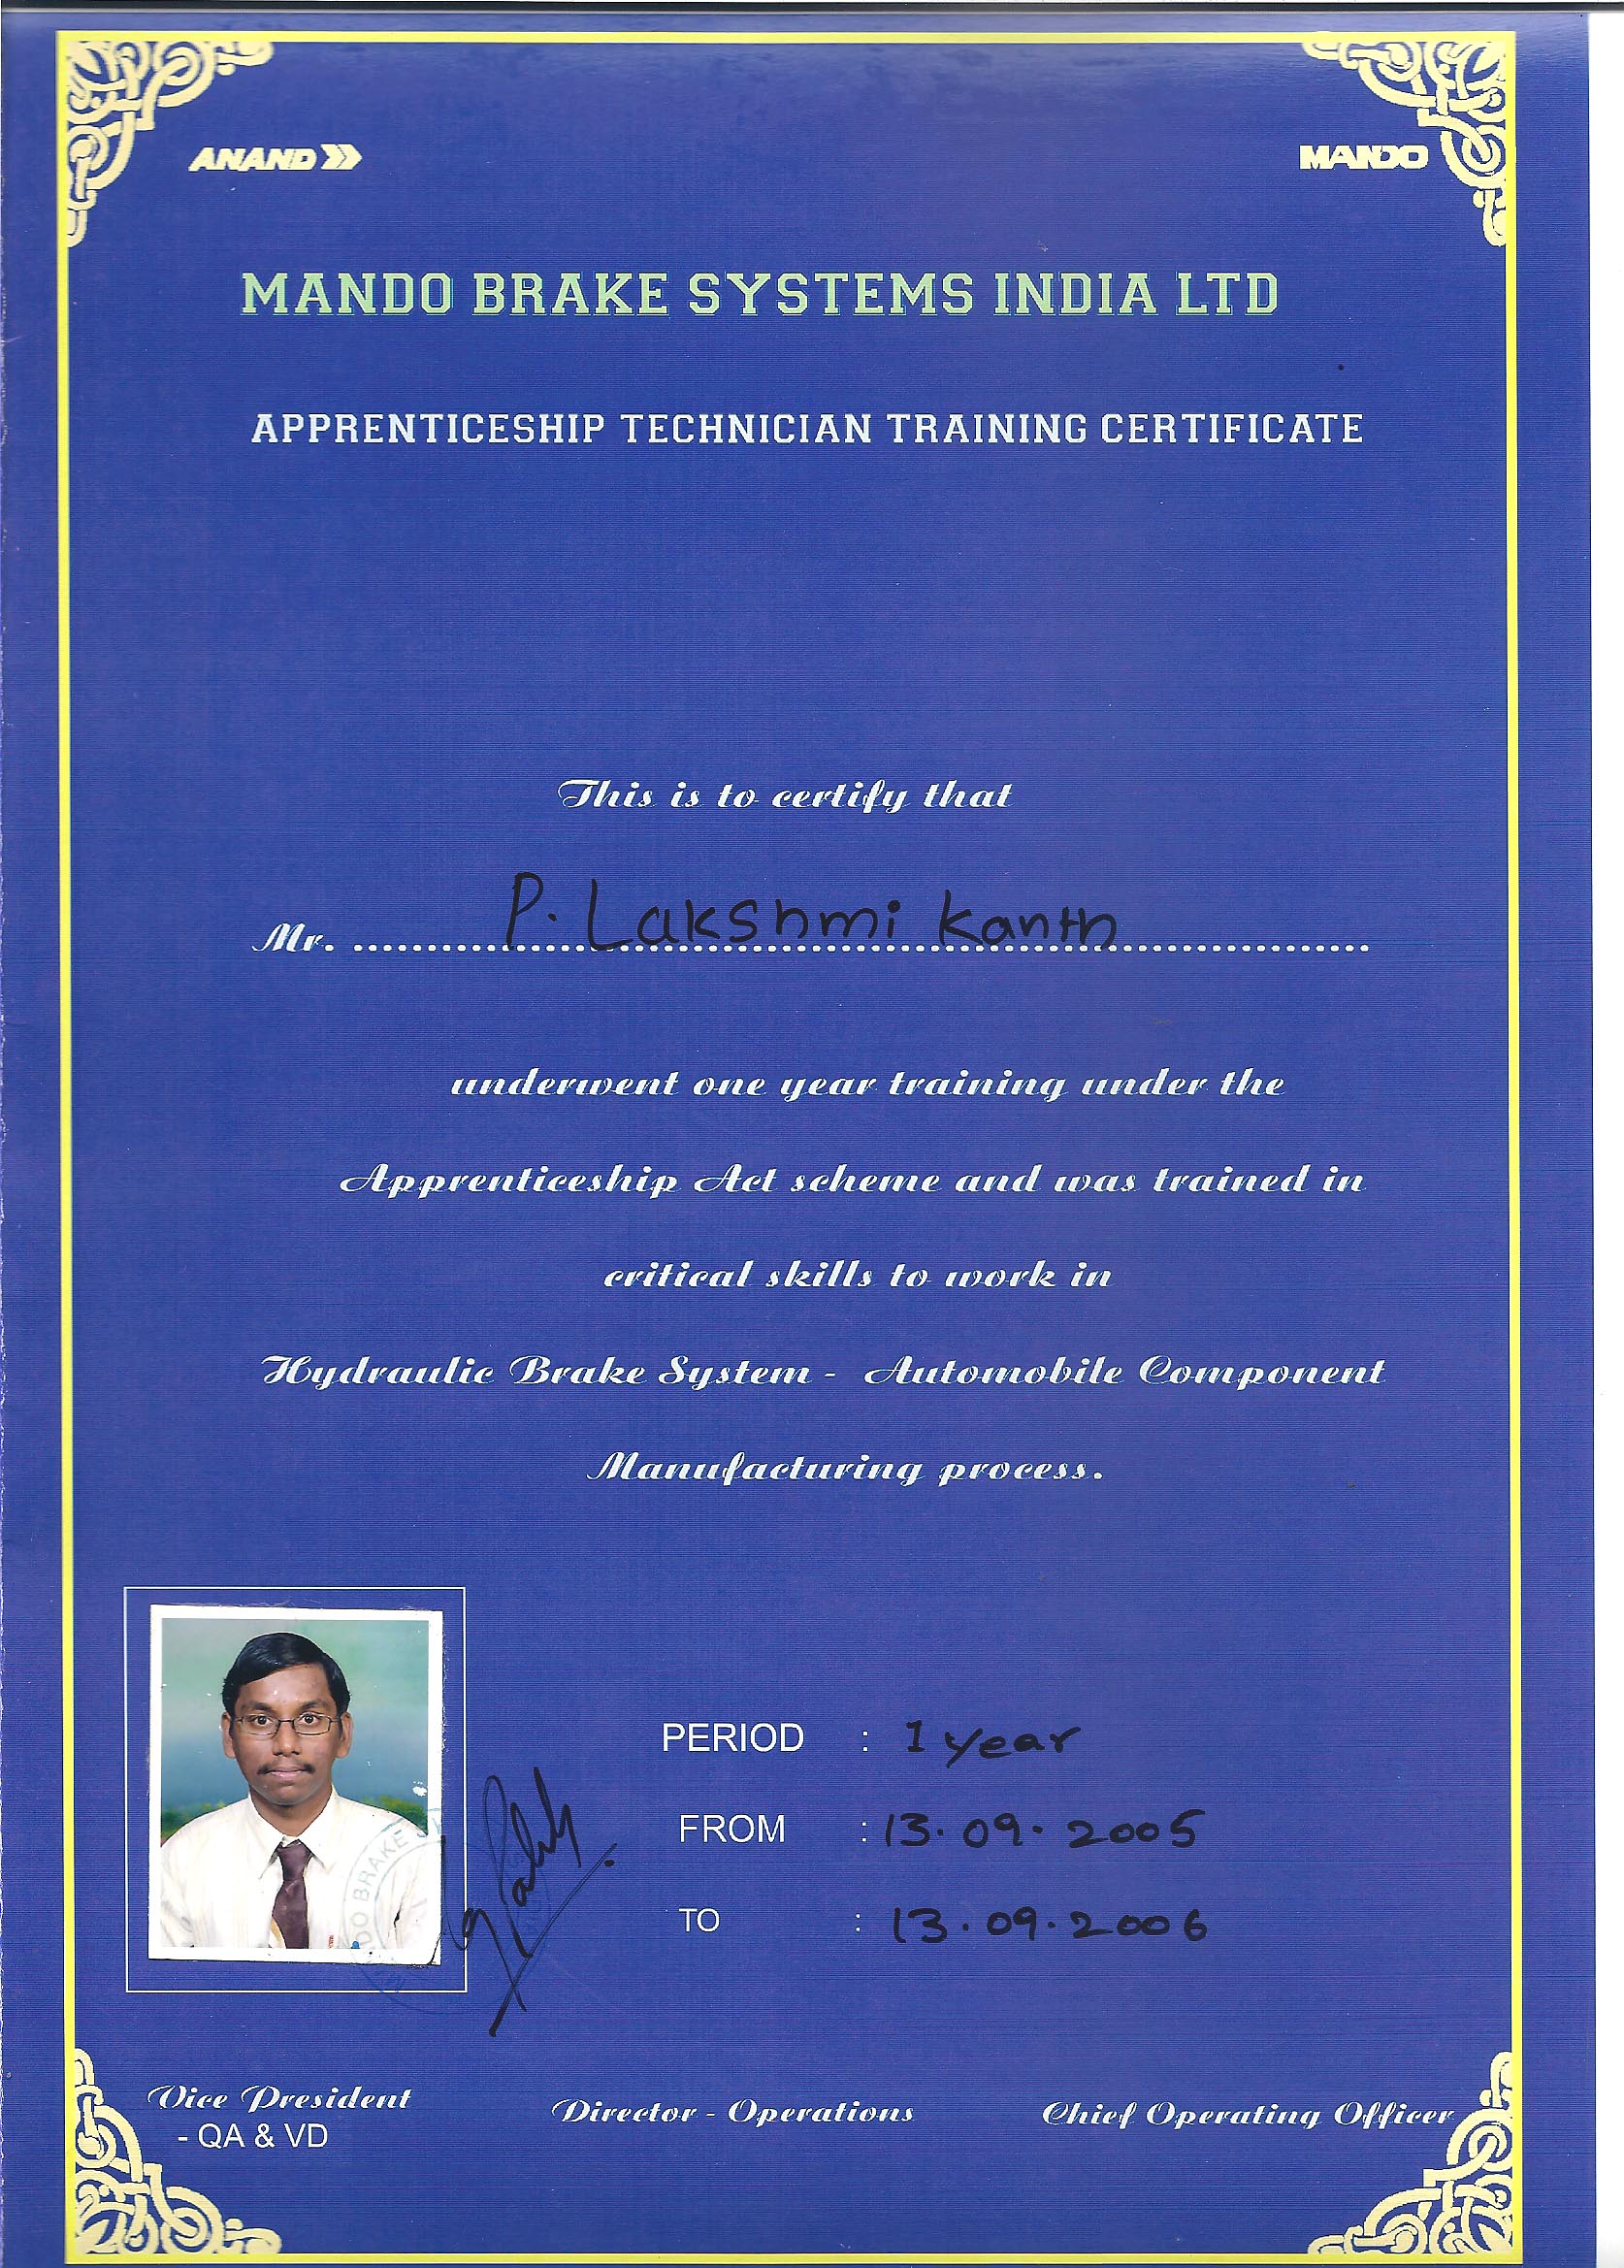 ANAND
MANDO
MANDO BRAKE SYSTEMS INDIA LTD
APPRENTICESHIP TECHNICIAN TRAINING CERTIFICATE
This is to certify that
Mr. P. Lakshmi Kanth
underwent one year training under the
Apprenticeship Act scheme and was trained in
critical skills to work in
Hydraulic Brake System - Automobile Component
Manufacturing process.
PERIOD : 1 year
FROM : 13.09.2005
TO : 13.09.2006
BRAKE
Vice President
- QA & VD
Director - Operations
Chief Operating Officer